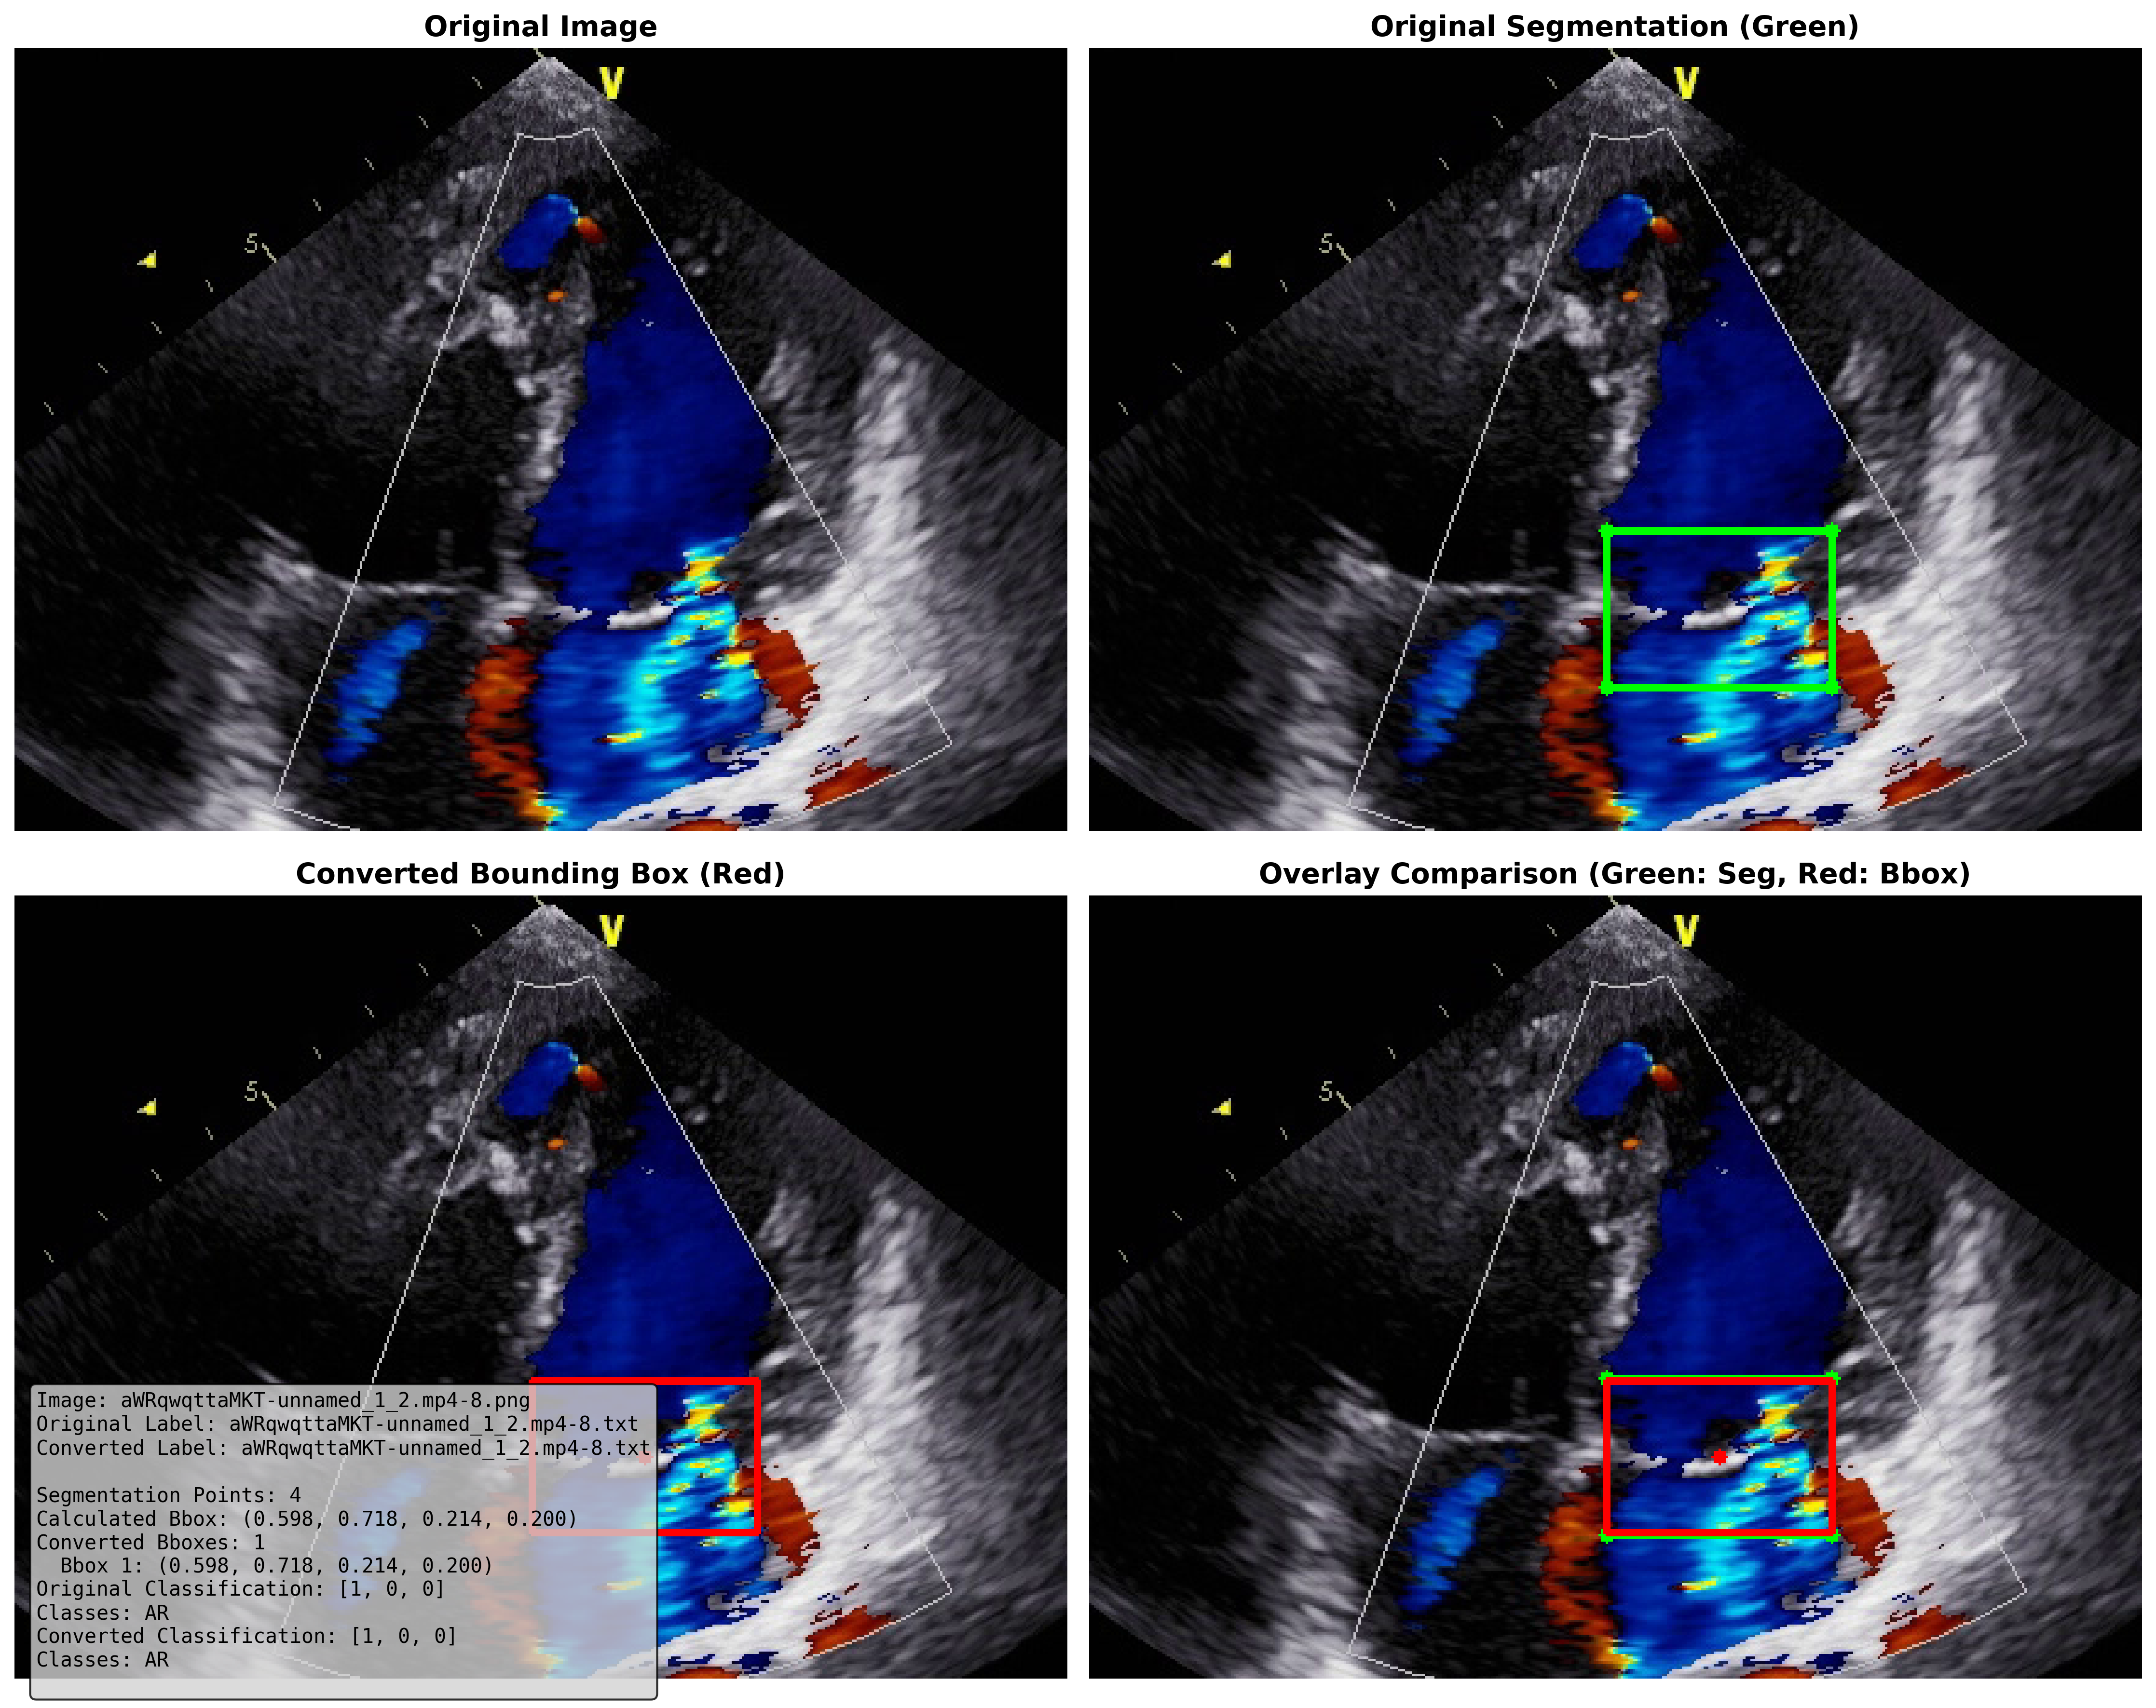 Original Image
Original Segmentation (Green)
V
5
V
5
Converted Bounding Box (Red)
Overlay Comparison (Green: Seg, Red: Bbox)
V
5
V
5
Image: aWRqwqttaMKT-unnamed_1_2.mp4-8.png
Original Label: aWRqwqttaMKT-unnamed_1_2.mp4-8.txt
Converted Label: aWRqwqttaMKT-unnamed_1_2.mp4-8.txt
Segmentation Points: 4
Calculated Bbox: (0.598, 0.718, 0.214, 0.200)
Converted Bboxes: 1
Bbox 1: (0.598, 0.718, 0.214, 0.200)
Original Classification: [1, 0, 0]
Classes: AR
Converted Classification: [1, 0, 0]
Classes: AR